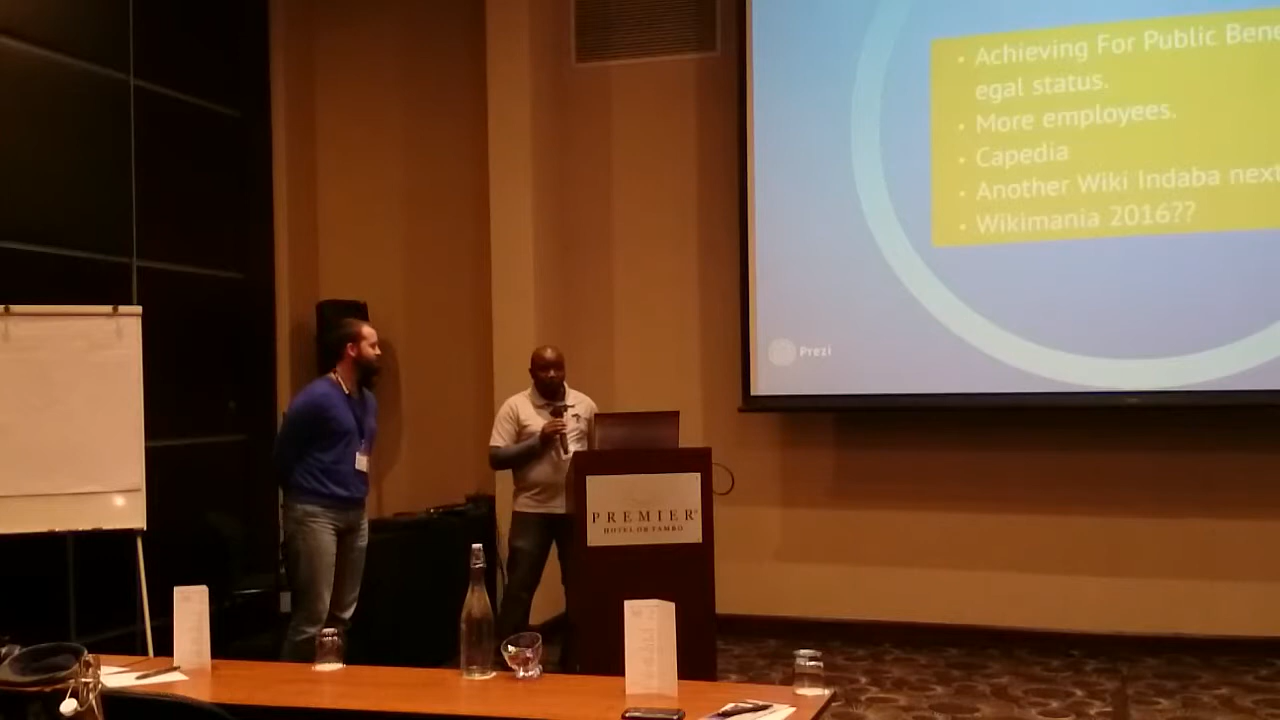 • Achieving For Public Bene
egal status.
• More employees.
• Capedia
• Another Wiki Indaba next
• Wikimania 2016??
Prezi
PREMIER
HOTEL OR TAMBO